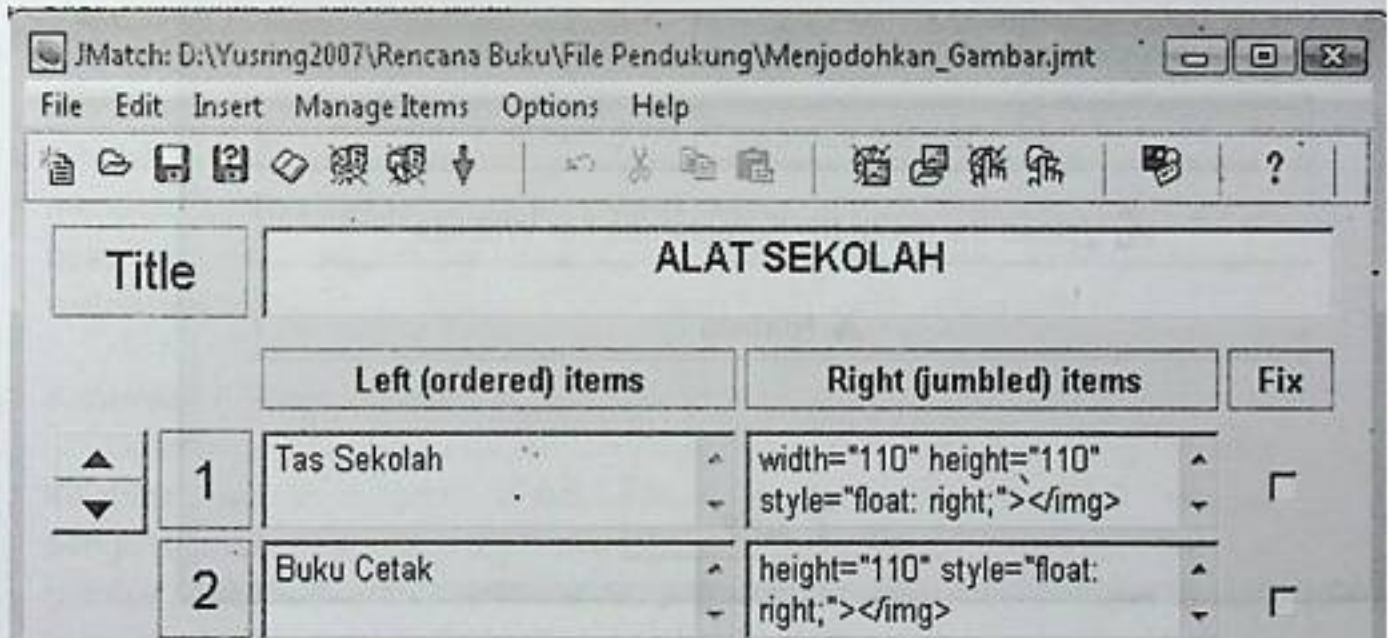 JMatch: D:\Yusring2007\Rencana Buku\File Pendukung\Menjodohkan_Gambar.jmt
File Edit Insert Manage Items Options Help
?
Title ALAT SEKOLAH
Left (ordered) items Right (jumbled) items Fix
1 Tas Sekolah width="110" height="110"
style="float: right;"></img>
2 Buku Cetak height="110" style="float:
right;"></img>